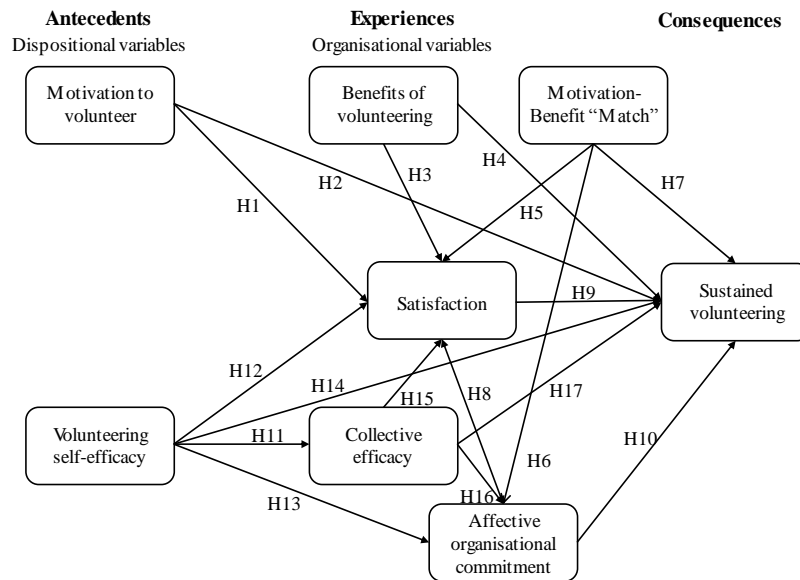 Antecedents
Experiences
Consequences
Dispositional variables
Organisational variables
Motivation to
volunteer
Benefits of
volunteering
Motivation-
Benefit “Match”
H1
H2
H3
H4
H5
H7
Satisfaction
H9
Sustained
volunteering
H12
H14
H15
H8
H17
Volunteering
self-efficacy
H11
Collective
efficacy
H10
H13
H16
H6
Affective
organisational
commitment